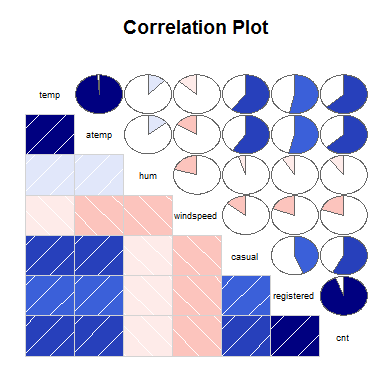 Correlation Plot
temp
atemp
hum
windspeed
casual
registered
cnt